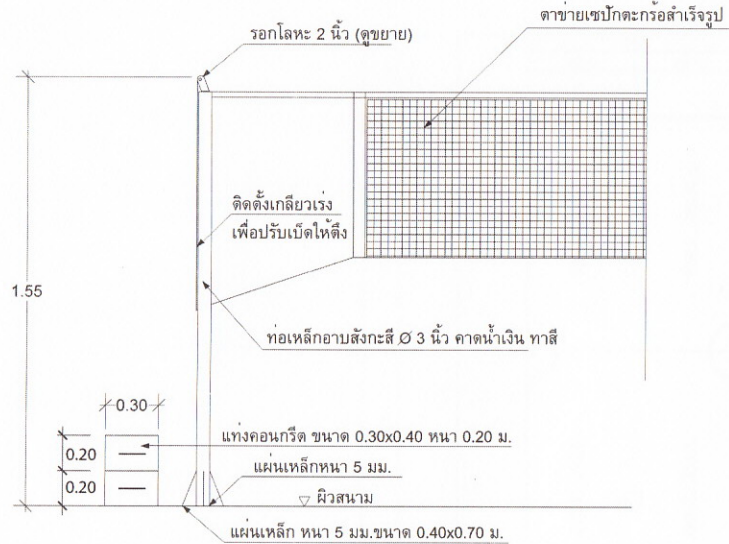 ตาข่ายเซปักตะกร้อสำเร็จรูป
รอกโลหะ 2 นิ้ว (ดูขยาย)
ติดตั้งเกลียวเร่ง
เพื่อปรับเบ็ดให้ตึง
1.55
ท่อเหล็กอาบสังกะสี Ø 3 นิ้ว คาดน้ำเงิน ทาสี
0.30
แท่งคอนกรีต ขนาด 0.30x0.40 หนา 0.20 ม.
0.20
แผ่นเหล็กหนา 5 มม.
0.20
ผิวสนาม
แผ่นเหล็ก หนา 5 มม.ขนาด 0.40x0.70 ม.